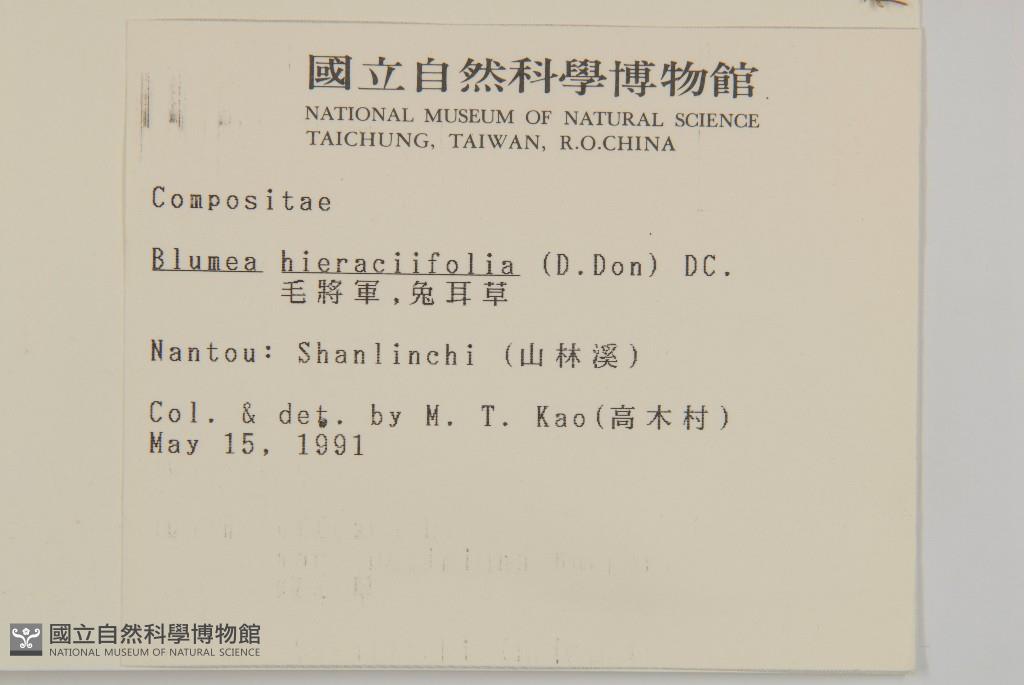 國立自然科學博物館
NATIONAL MUSEUM OF NATURAL SCIENCE
TAICHUNG, TAIWAN, R.O.CHINA
Compositae
Blumea hieraciifolia (D.Don) DC.
毛將軍,兔耳草
Nantou: Shanlinchi (山林溪)
Col. & det. by M. T. Kao(高木村)
May 15, 1991
國立自然科學博物館
NATIONAL MUSEUM OF NATURAL SCIENCE